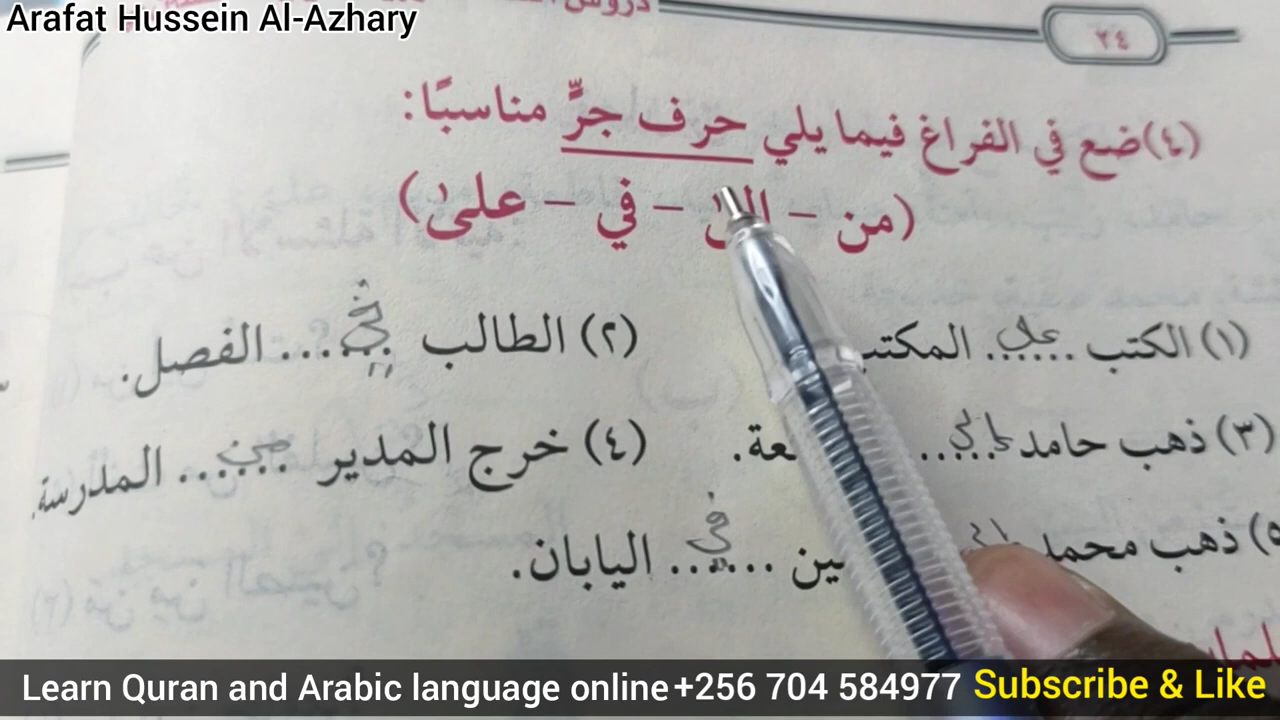 Arafat Hussein Al-Azhary
٢٤
(٤) ضع في الفراغ فيما يلي حرف جرٍّ مناسبًا:
(من – – في – على)
(١) الكتب ...... على المكتب
(٢) الطالب ...... في الفصل.
(٣) ذهب حامد ...... إلى
(٤) خرج المدير ...... من المدرسة.
٥) ذهب محمد ...... في اليابان.
Learn Quran and Arabic language online +256 704 584977 Subscribe & Like